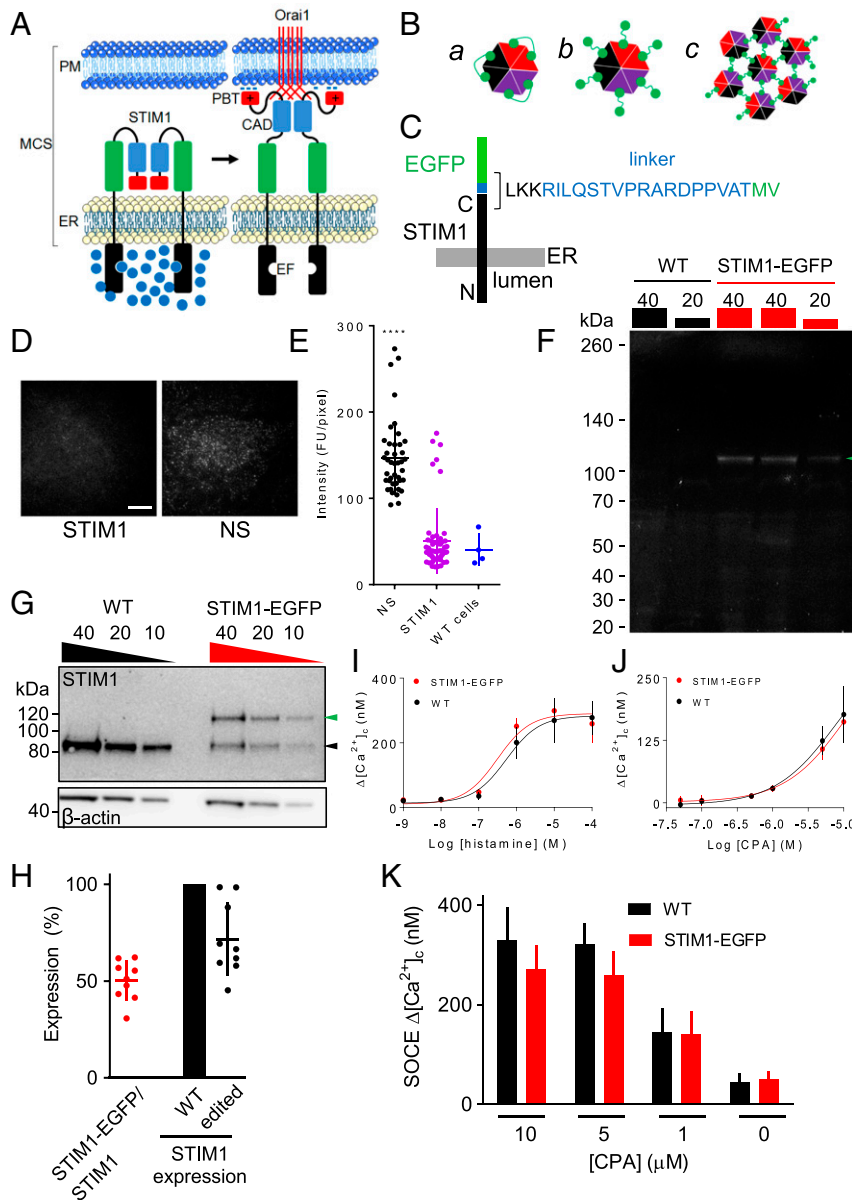 A
Orai1
PM
PBT
+
+
CAD
STIM1
MCS
ER
EF
B
a
b
c
C
EGFP
linker
LKKRILQSTVPRARDPPVATMV
C
STIM1
ER
lumen
N
D
STIM1
NS
E
****
Intensity (FU/pixel)
300
200
100
0
NS
STIM1
WT cells
F
WT
STIM1-EGFP
40
20
40
40
20
kDa
260
140
100
70
50
40
30
20
G
WT
STIM1-EGFP
40 20 10
40 20 10
STIM1
kDa
120
100
80
40
β-actin
H
Expression (%)
100
50
0
STIM1-EGFP/
STIM1
WT
edited
STIM1
expression
I
STIM1-EGFP
WT
Δ[Ca²⁺]c (nM)
400
200
0
-9 -8 -7 -6 -5 -4
Log [histamine] (M)
J
STIM1-EGFP
WT
Δ[Ca²⁺]c (nM)
250
125
0
-7.5 -7.0 -6.5 -6.0 -5.5 -5.0
Log [CPA] (M)
K
WT
STIM1-EGFP
SOCE Δ[Ca²⁺]c (nM)
400
200
0
10 5 1 0
[CPA] (μM)